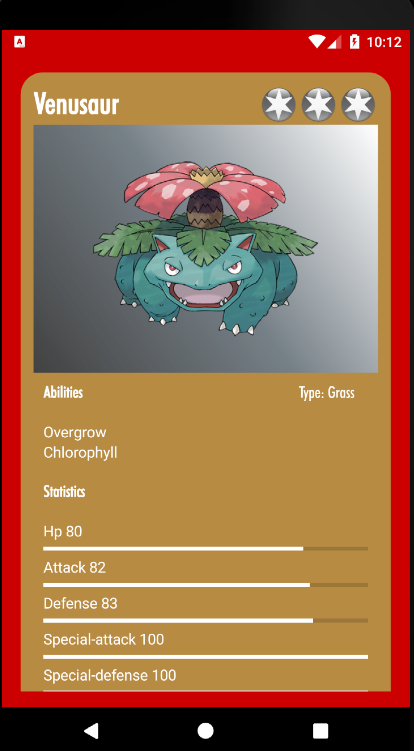 A
10:12
Venusaur
Abilities
Type: Grass
Overgrow
Chlorophyll
Statistics
Hp 80
Attack 82
Defense 83
Special-attack 100
Special-defense 100